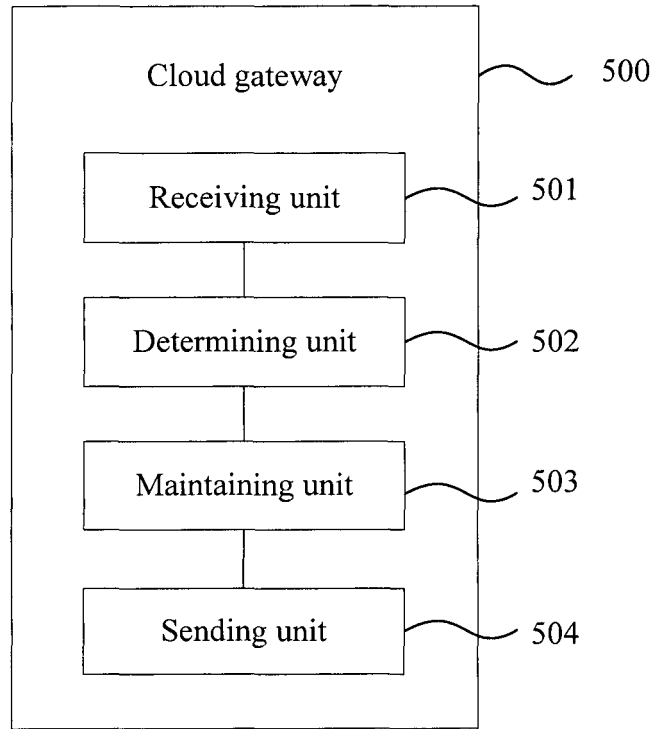 Cloud gateway
500
Receiving unit
501
Determining unit
502
Maintaining unit
503
Sending unit
504